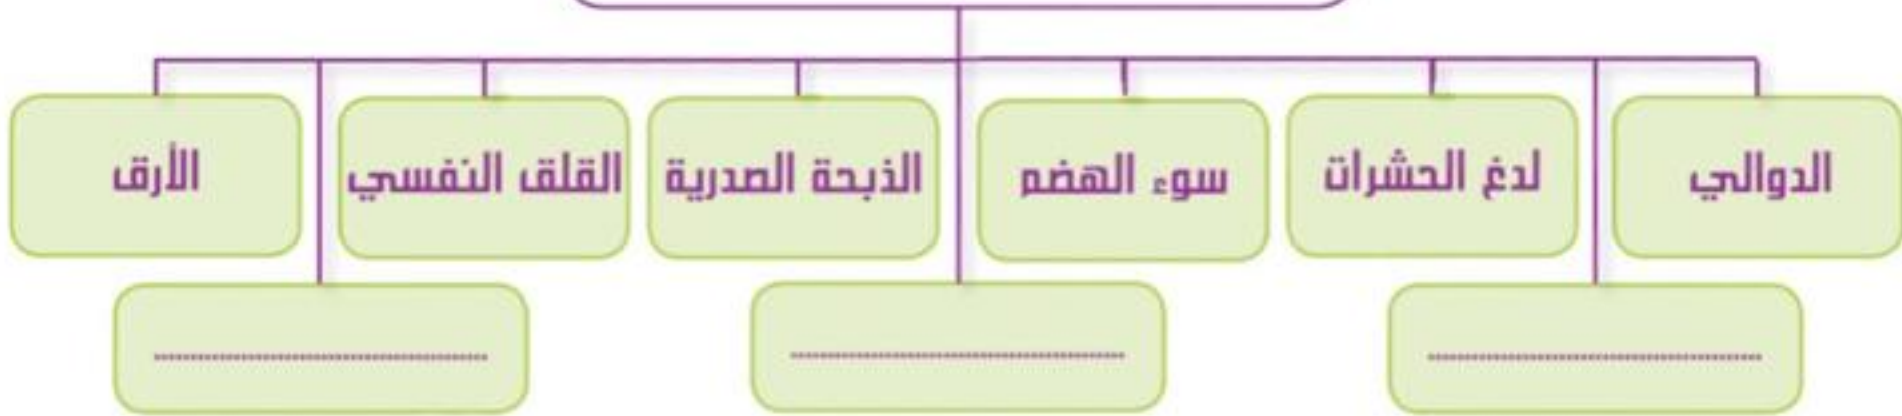 الدوالي
لدغ الحشرات
سوء الهضم
الذبحة الصدرية
القلق النفسي
الأرق